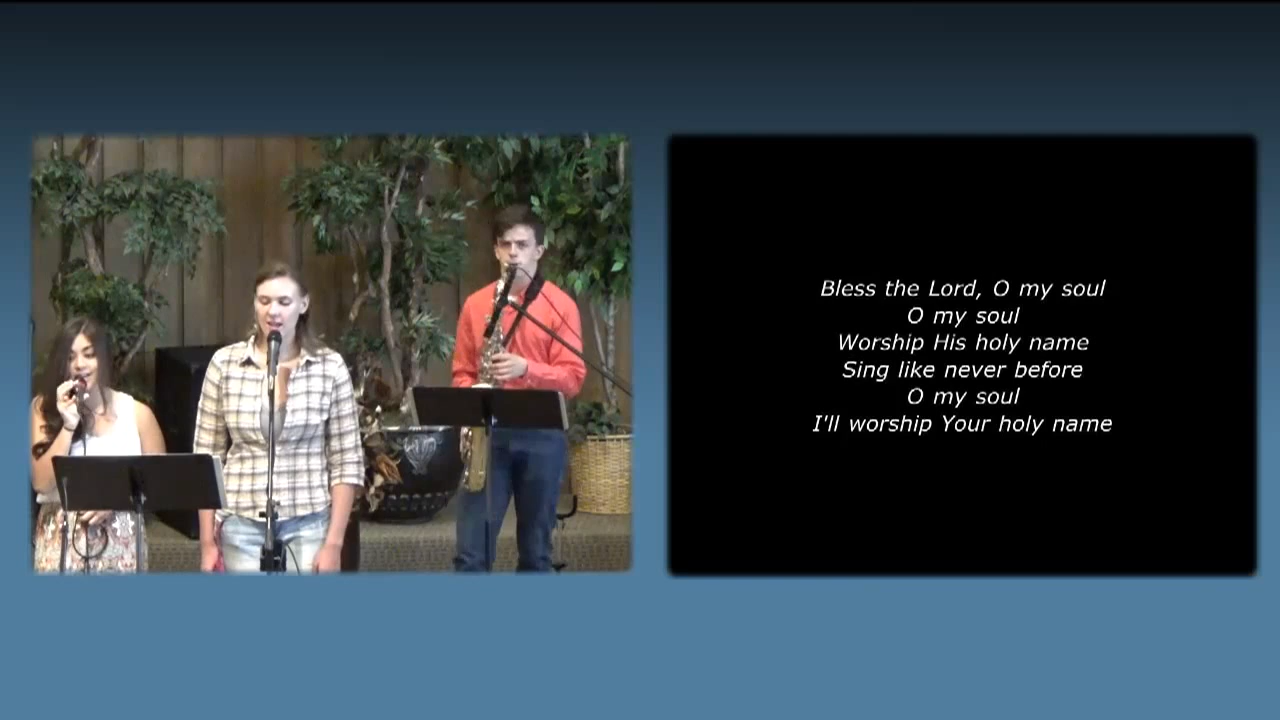 Bless the Lord, O my soul
O my soul
Worship His holy name
Sing like never before
O my soul
I'll worship Your holy name